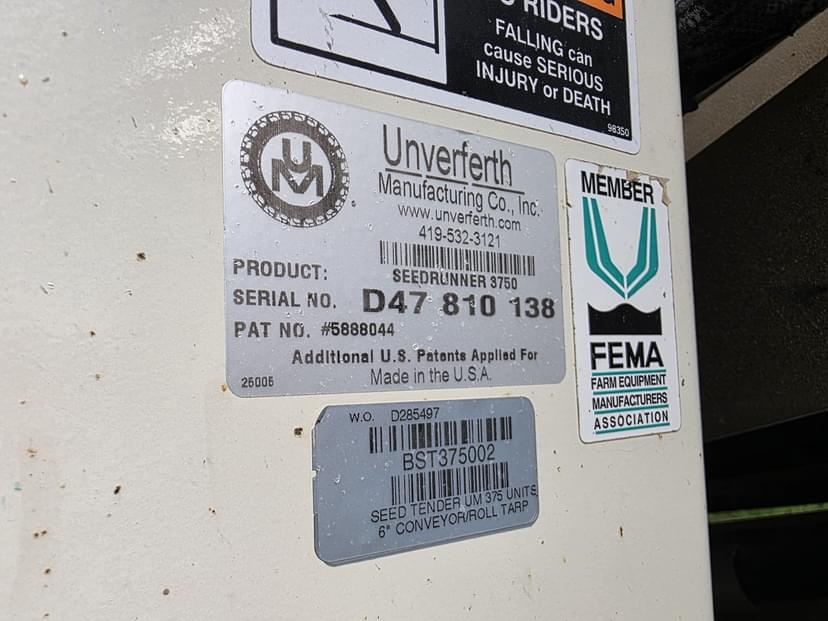 RIDERS
FALLING can
cause SERIOUS
INJURY or DEATH
98350
UM
Unverferth
Manufacturing Co., Inc.
www.unverferth.com
419-532-3121
PRODUCT: SEEDRUNNER 3750
SERIAL NO. D47 810 138
PAT NO. #5888044
Additional U.S. Patents Applied For
Made in the U.S.A.
25005
MEMBER
FEMA
FARM EQUIPMENT
MANUFACTURERS
ASSOCIATION
W.O. D285497
BST375002
SEED TENDER UM 375 UNITS
6" CONVEYOR/ROLL TARP